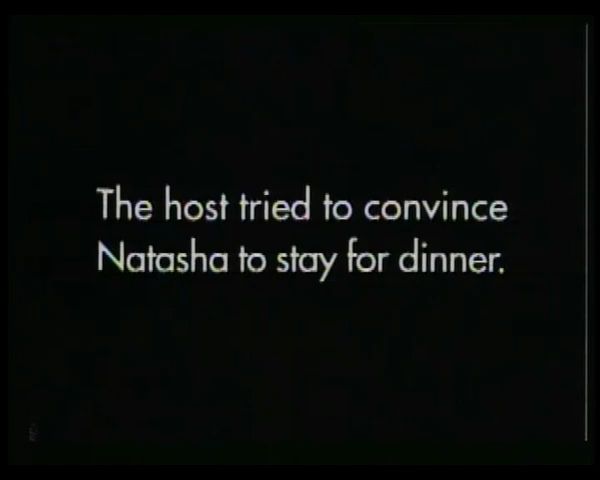 The host tried to convince
Natasha to stay for dinner.